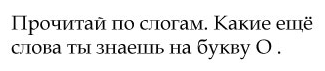 Прочитай по слогам. Какие ещё
слова ты знаешь на букву О .